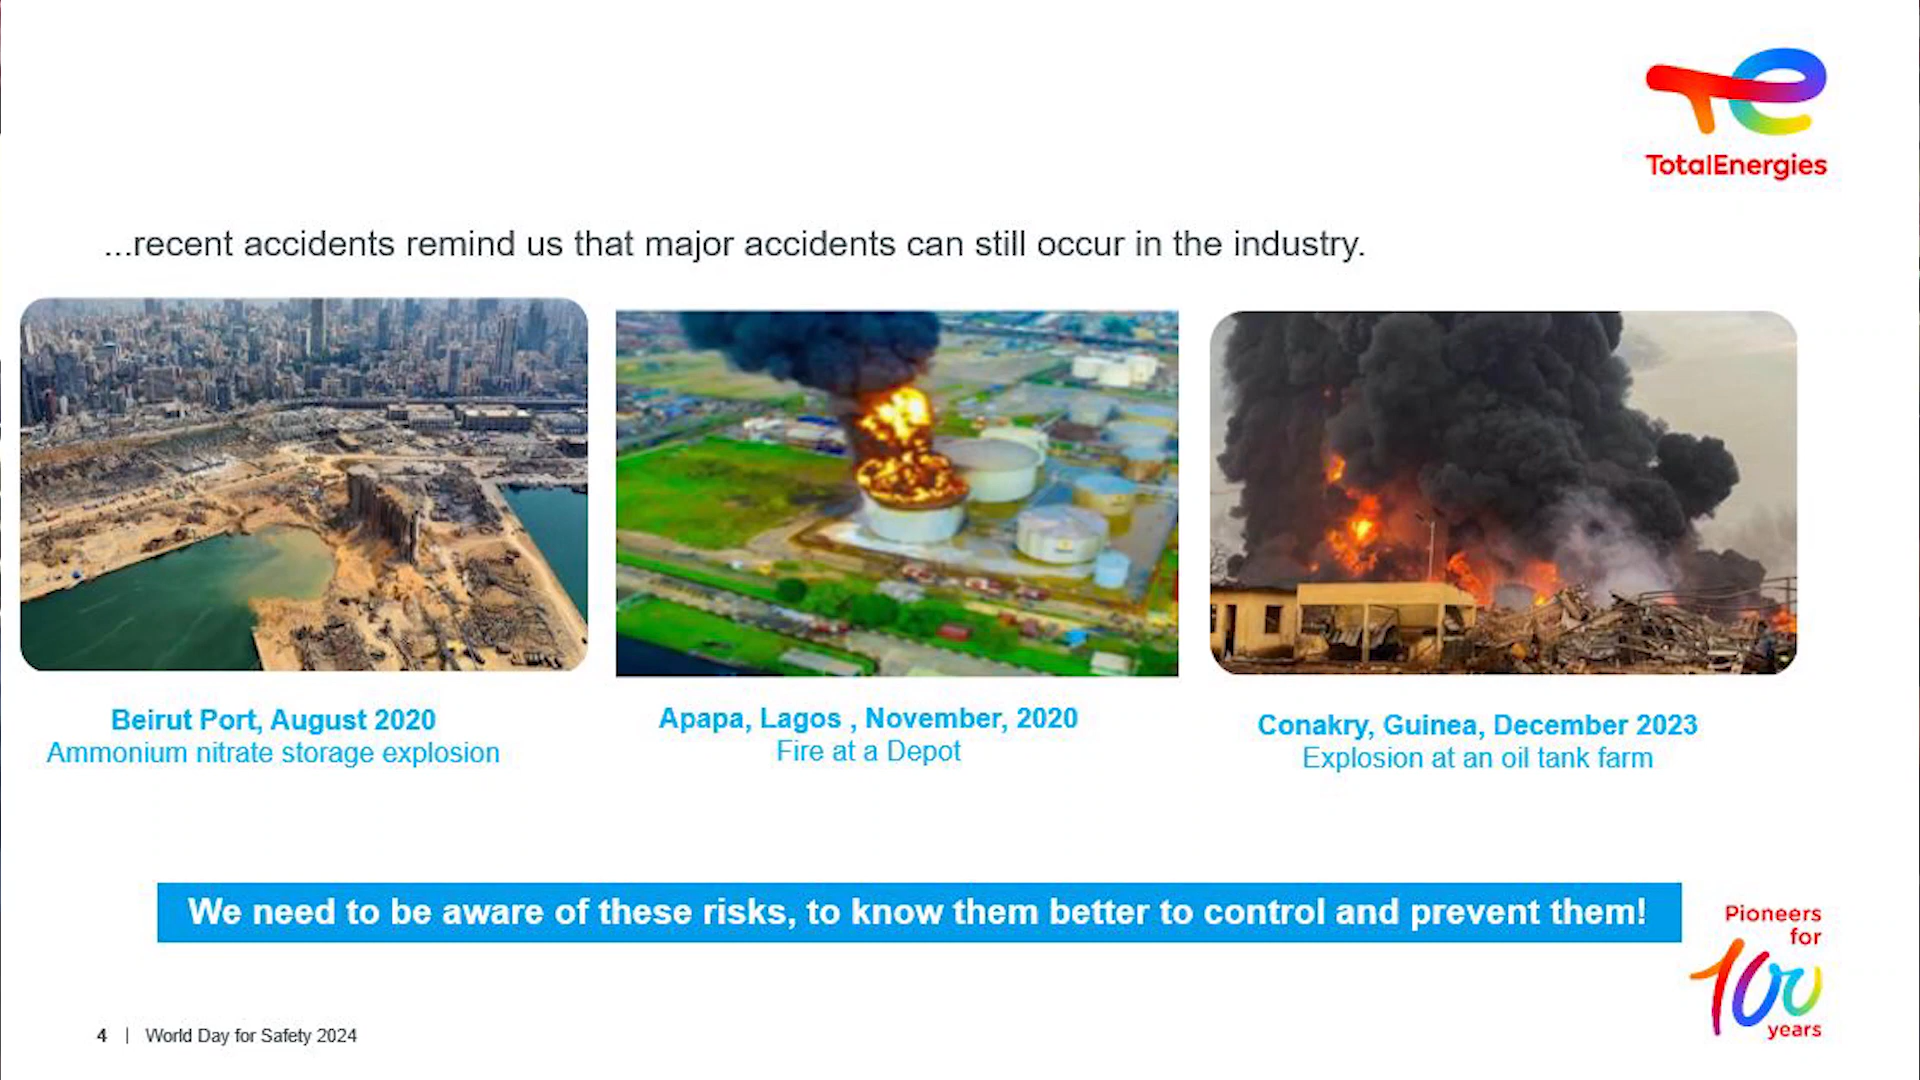 TotalEnergies
...recent accidents remind us that major accidents can still occur in the industry.
Beirut Port, August 2020
Ammonium nitrate storage explosion
Apapa, Lagos , November, 2020
Fire at a Depot
Conakry, Guinea, December 2023
Explosion at an oil tank farm
We need to be aware of these risks, to know them better to control and prevent them!
Pioneers
for
100
years
4 | World Day for Safety 2024